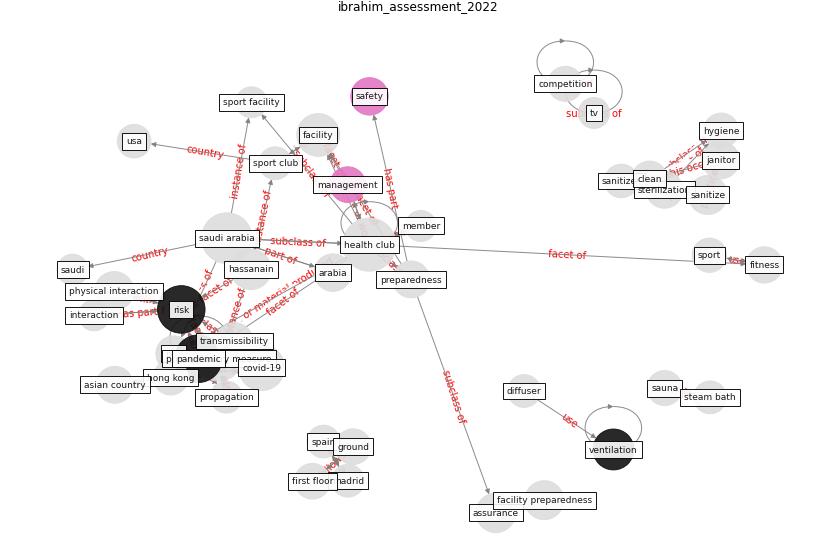 ibrahim_assessment_2022
competition
tv
of
safety
sport facility
hygiene
facility
usa
country
janitor
sport club
instance of
management
has part
sanitize
clean
sterilization
sanitize
member
saudi arabia
subclass of
health club
facet of
sport
fitness
country
part of
saudi
hassanain
arabia
preparedness
physical interaction
interaction
risk
facet of
transmissibility
pandemic
measure
covid-19
hong kong
asian country
propagation
subclass of
diffuser
use
ventilation
sauna
steam bath
spain
ground
first floor
madrid
facility preparedness
assurance